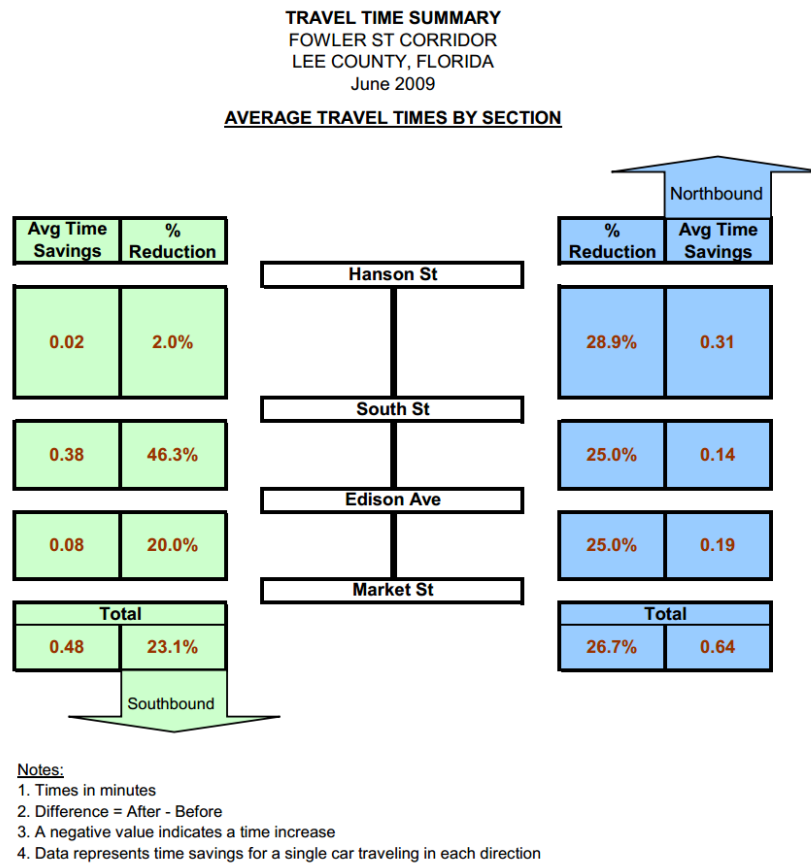 TRAVEL TIME SUMMARY
FOWLER ST CORRIDOR
LEE COUNTY, FLORIDA
June 2009
AVERAGE TRAVEL TIMES BY SECTION
Northbound
Avg Time Savings
% Reduction
% Reduction
Avg Time Savings
Hanson St
0.02 2.0% 28.9% 0.31
South St
0.38 46.3% 25.0% 0.14
Edison Ave
0.08 20.0% 25.0% 0.19
Market St
Total Total
0.48 23.1% 26.7% 0.64
Southbound
Notes:
1. Times in minutes
2. Difference = After - Before
3. A negative value indicates a time increase
4. Data represents time savings for a single car traveling in each direction